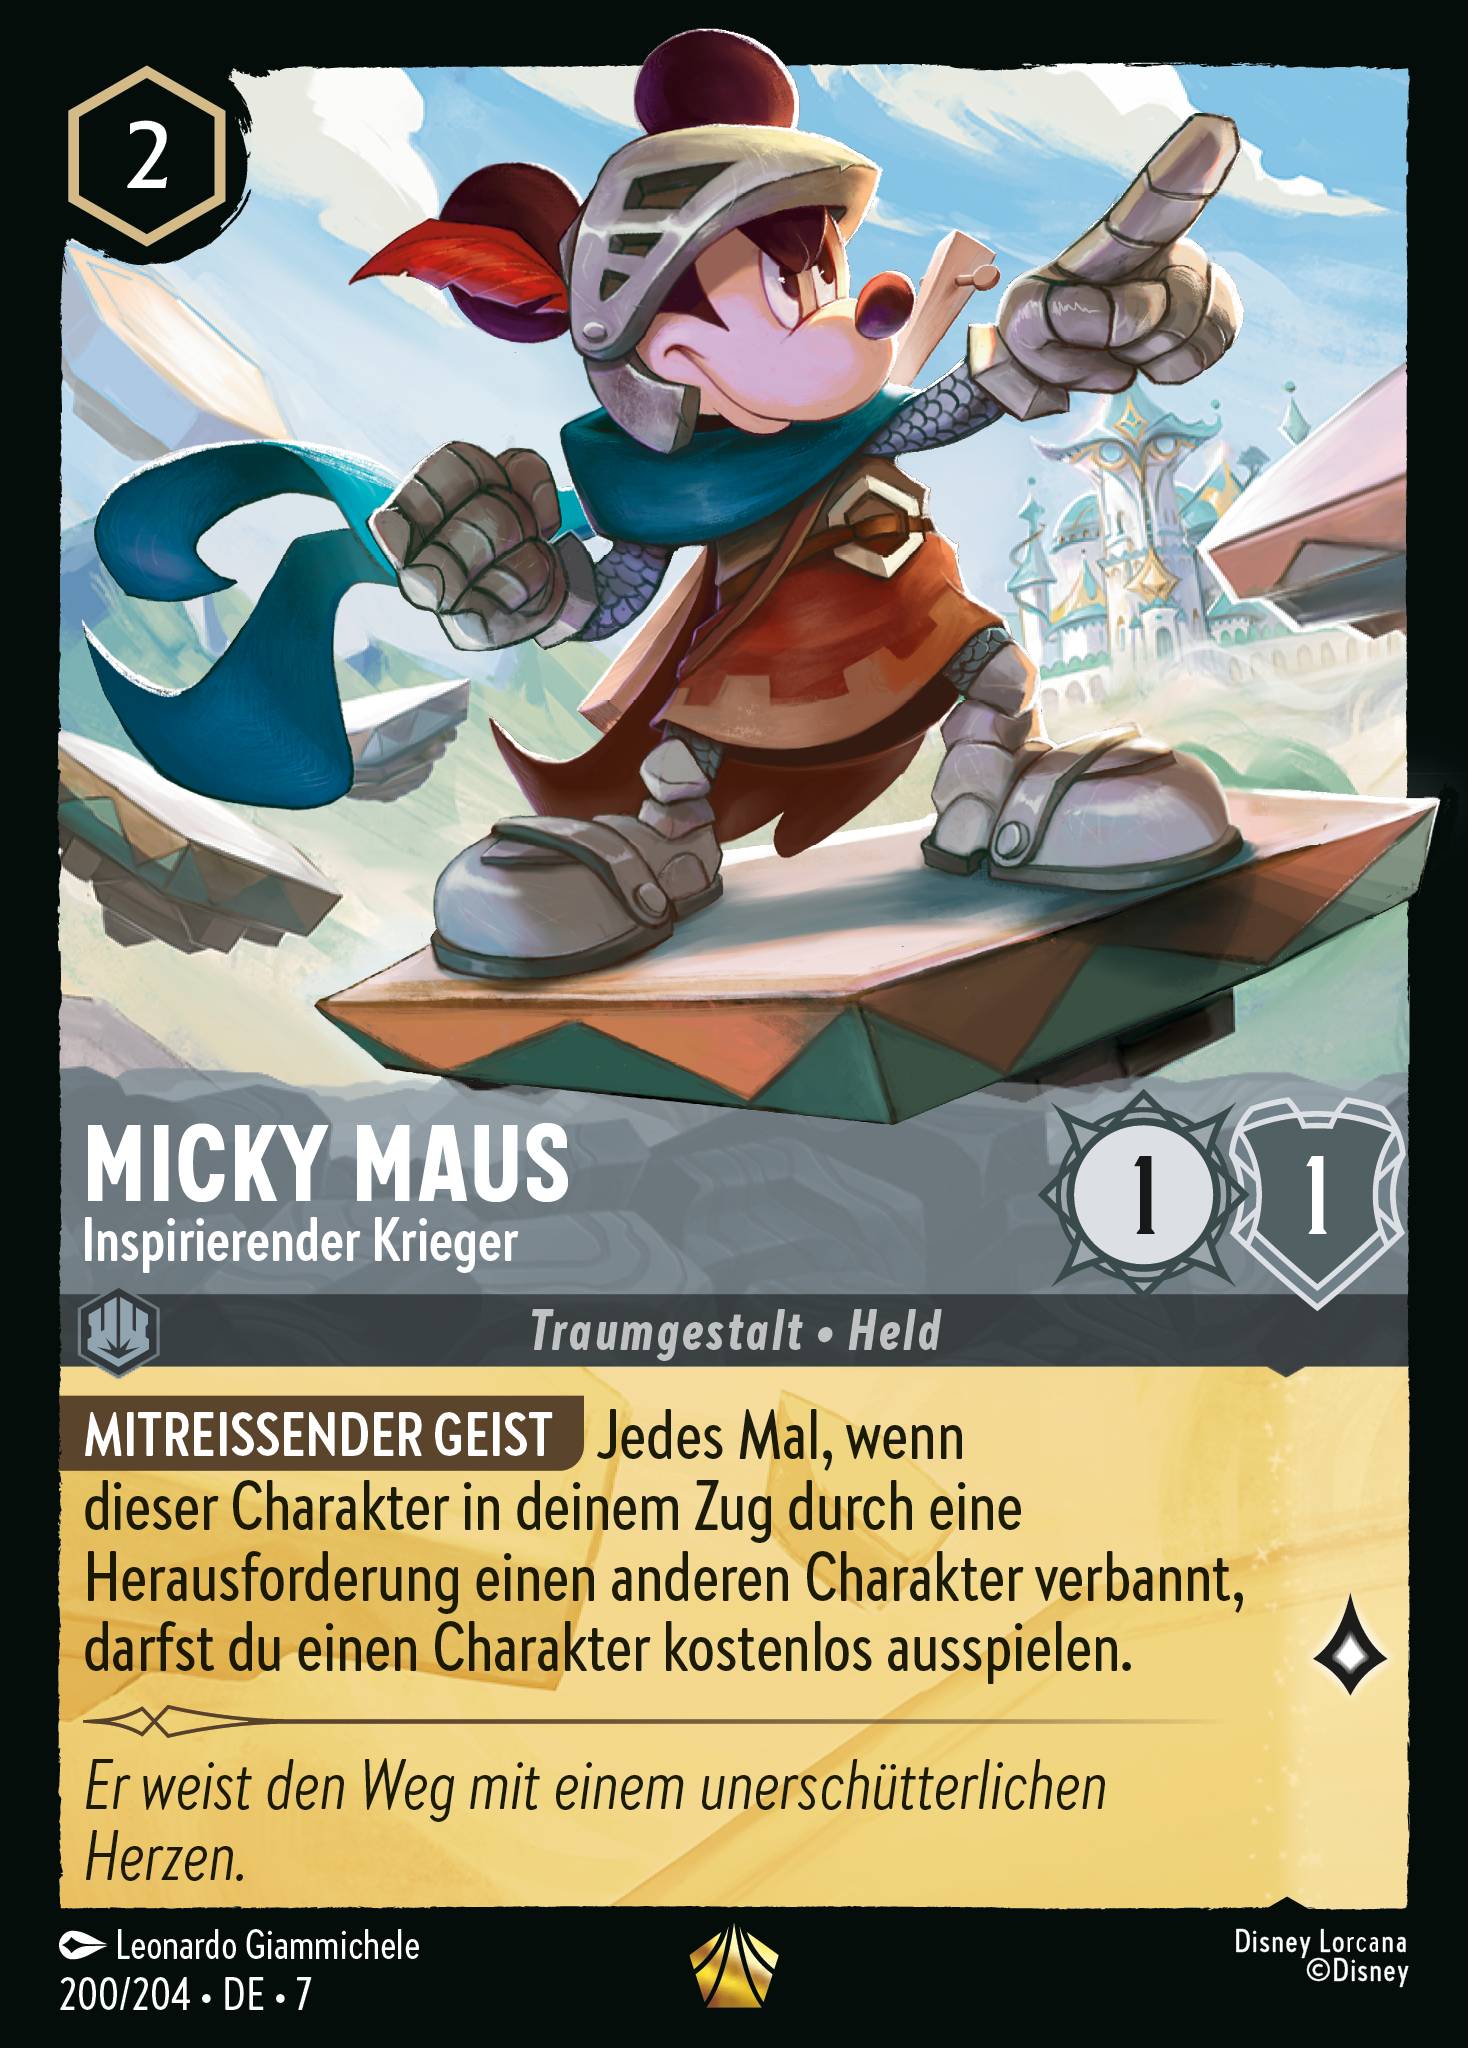 2
MICKY MAUS
Inspirierender Krieger
1 1
Traumgestalt • Held
MITREISSENDER GEIST Jedes Mal, wenn
dieser Charakter in deinem Zug durch eine
Herausforderung einen anderen Charakter verbannt,
darfst du einen Charakter kostenlos ausspielen.
Er weist den Weg mit einem unerschütterlichen
Herzen.
Leonardo Giammichele
200/204 • DE • 7
Disney Lorcana
©Disney